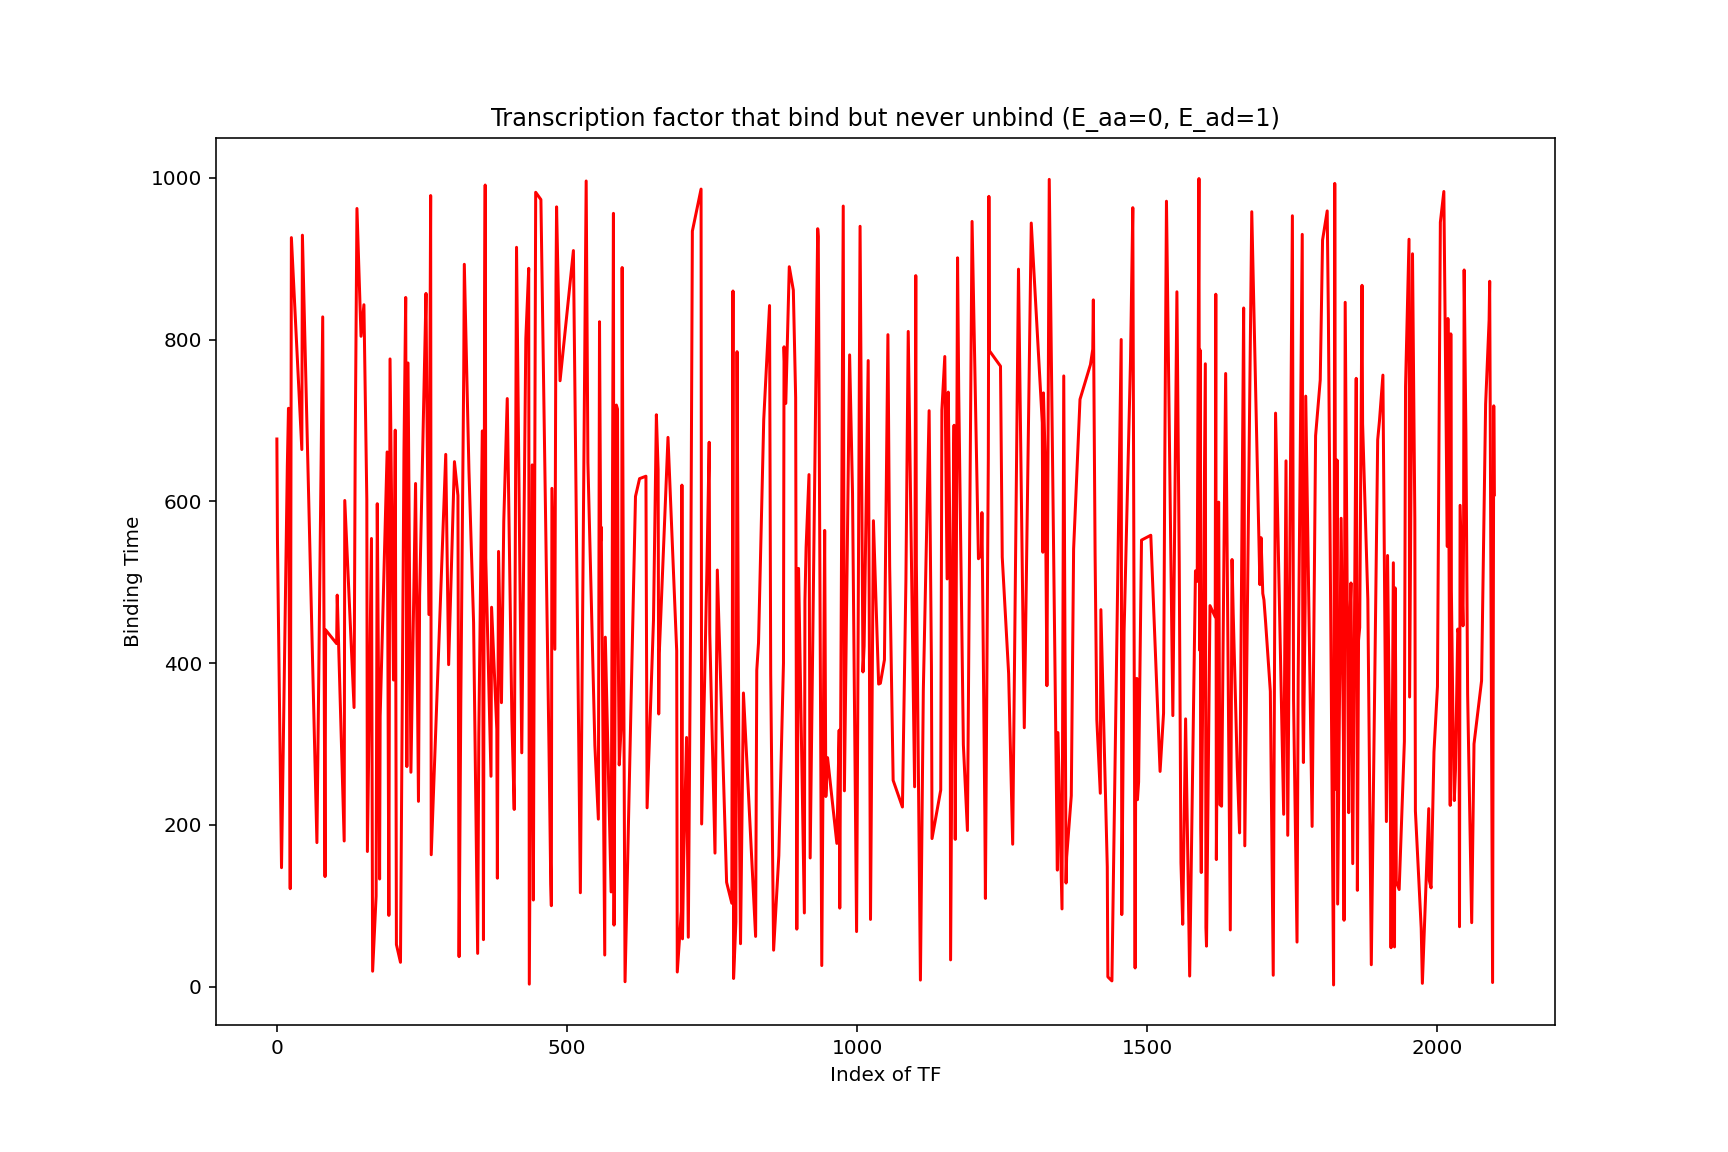 Transcription factor that bind but never unbind (E_aa=0, E_ad=1)
1000
800
600
400
200
0
Binding Time
0 500 1000 1500 2000
Index of TF